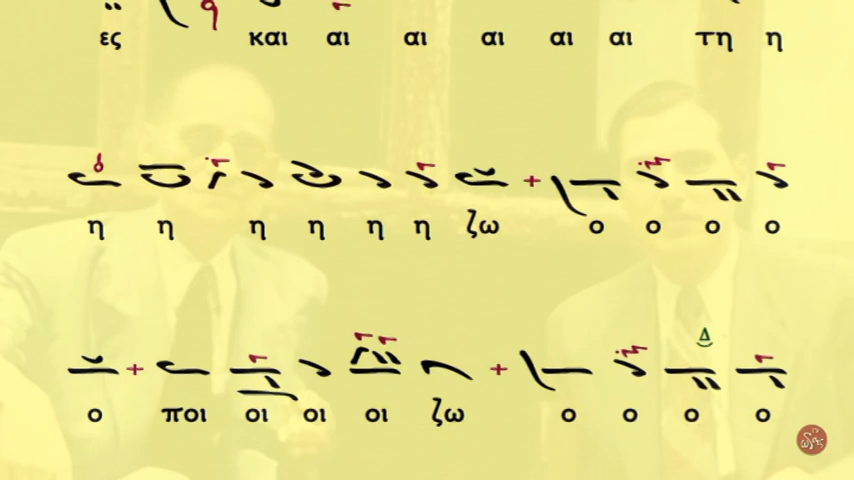 ες και αι αι αι αι αι τη η
η η η η η η ζω + ο ο ο ο
ο + ποι οι οι οι ζω + ο ο ο ο
Δ